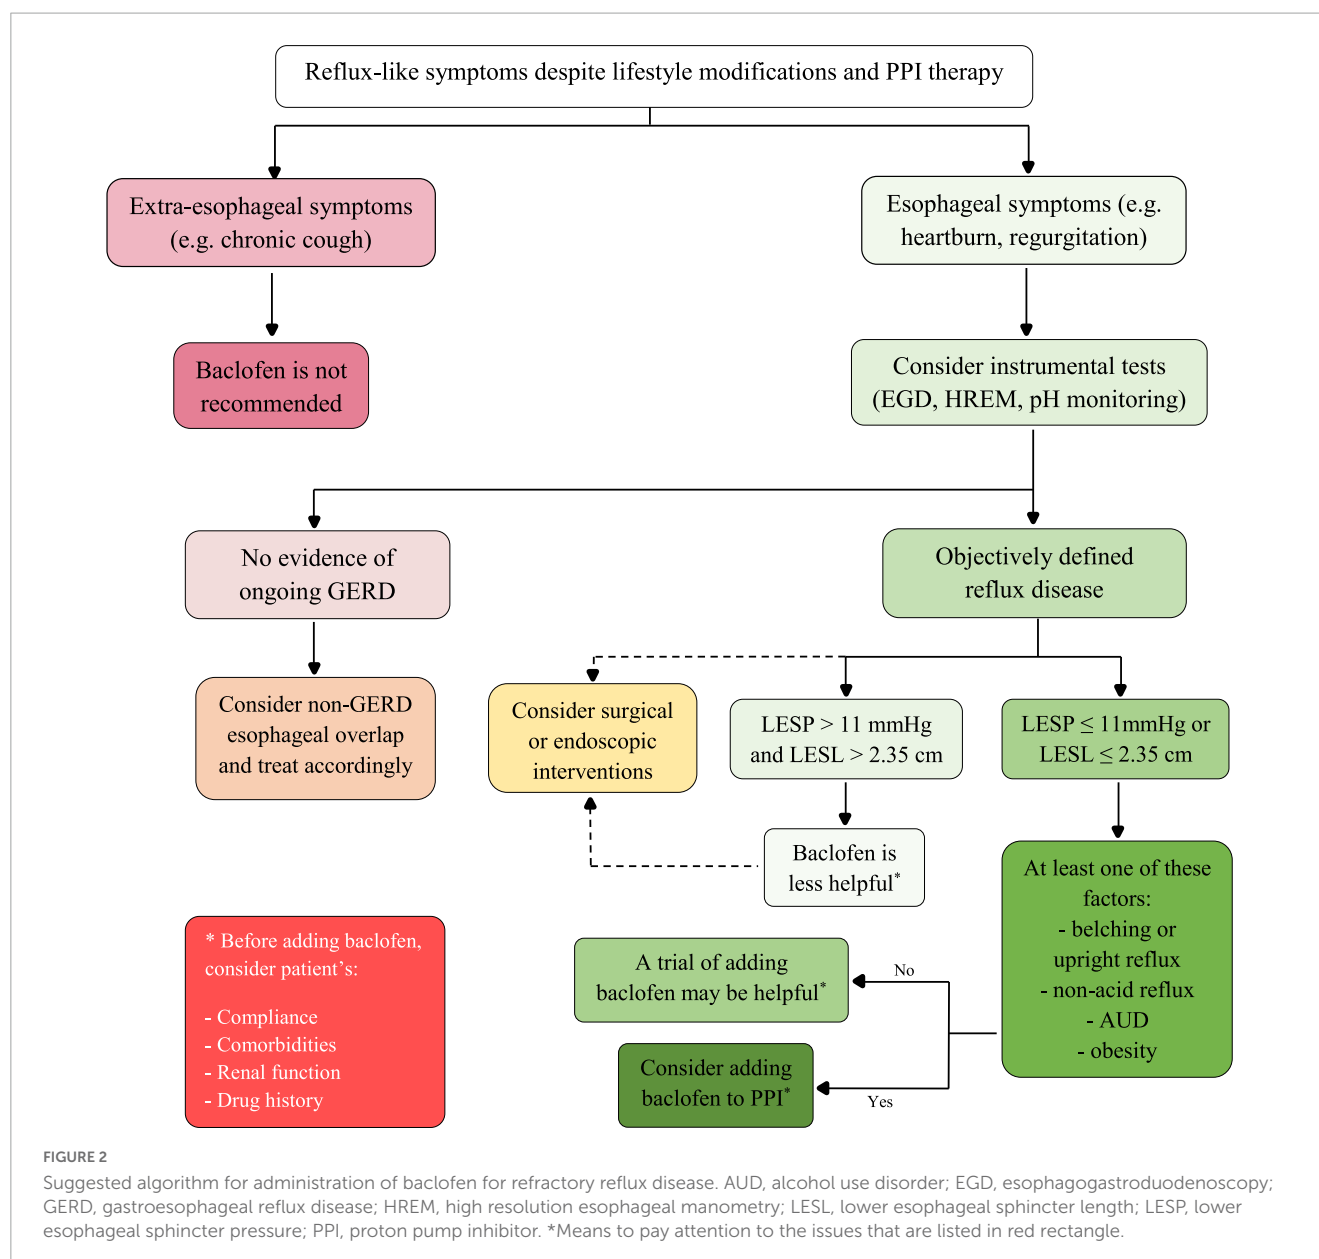 Reflux-like symptoms despite lifestyle modifications and PPI therapy
Extra-esophageal symptoms
(e.g. chronic cough)
Esophageal symptoms (e.g.
heartburn, regurgitation)
Baclofen is not
recommended
Consider instrumental tests
(EGD, HREM, pH monitoring)
No evidence of
ongoing GERD
Objectively defined
reflux disease
Consider non-GERD
esophageal overlap
and treat accordingly
Consider surgical
or endoscopic
interventions
LESP > 11 mmHg
and LESL > 2.35 cm
LESP ≤ 11mmHg or
LESL ≤ 2.35 cm
Baclofen is
less helpful*
At least one of these
factors:
- belching or
upright reflux
- non-acid reflux
- AUD
- obesity
No
A trial of adding
baclofen may be helpful*
Yes
Consider adding
baclofen to PPI*
* Before adding baclofen,
consider patient's:
- Compliance
- Comorbidities
- Renal function
- Drug history
FIGURE 2
Suggested algorithm for administration of baclofen for refractory reflux disease. AUD, alcohol use disorder; EGD, esophagogastroduodenoscopy;
GERD, gastroesophageal reflux disease; HREM, high resolution esophageal manometry; LESL, lower esophageal sphincter length; LESP, lower
esophageal sphincter pressure; PPI, proton pump inhibitor. *Means to pay attention to the issues that are listed in red rectangle.